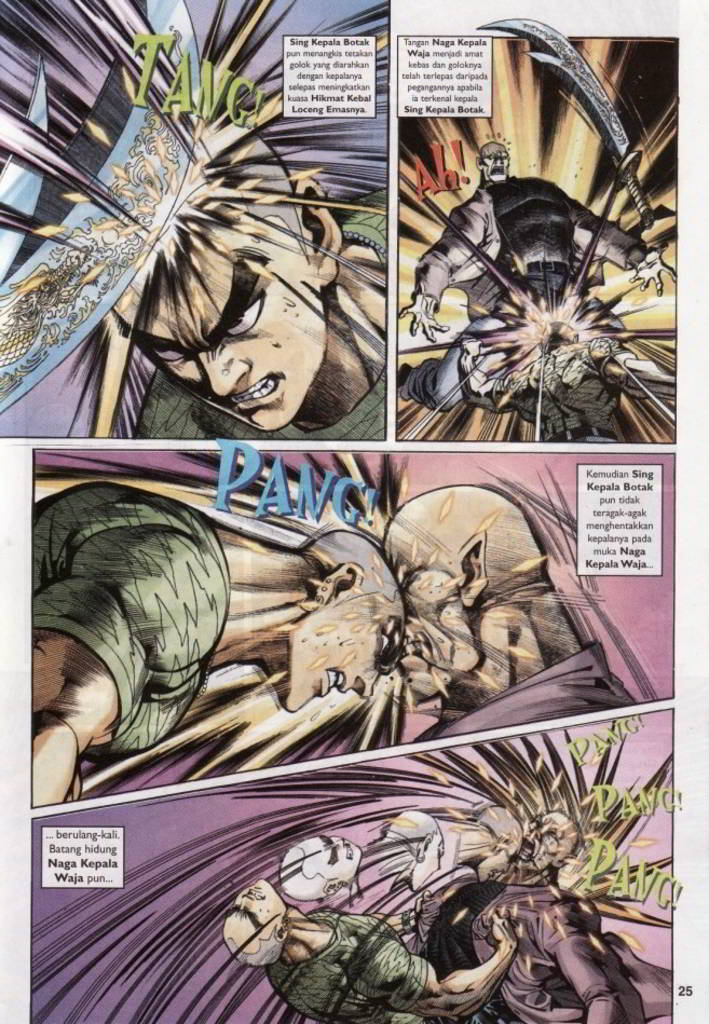 Sing Kepala Botak
pun menangkis tetakan
golok yang diarahkan
dengan kepalanya
selepas meningkatkan
kuasa Hikmat Kebal
Loceng Emasnya.
TANG!
Tangan Naga Kepala
Waja menjadi amat
kebas dan goloknya
telah terlepas daripada
pegangannya apabila
ia terkenal kepala
Sing Kepala Botak.
Ah!
PANG!
Kemudian Sing
Kepala Botak
pun tidak
teragak-agak
menghentakkan
kepalanya pada
muka Naga
Kepala Waja...
PANG!
PANG!
PANG!
... berulang-kali.
Batang hidung
Naga Kepala
Waja pun...
25